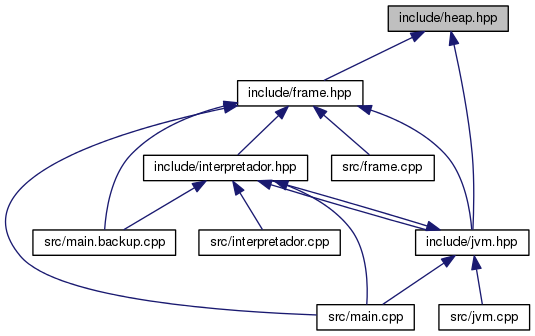 include/heap.hpp
include/frame.hpp
include/interpretador.hpp
src/frame.cpp
src/main.backup.cpp
src/interpretador.cpp
include/jvm.hpp
src/main.cpp
src/jvm.cpp